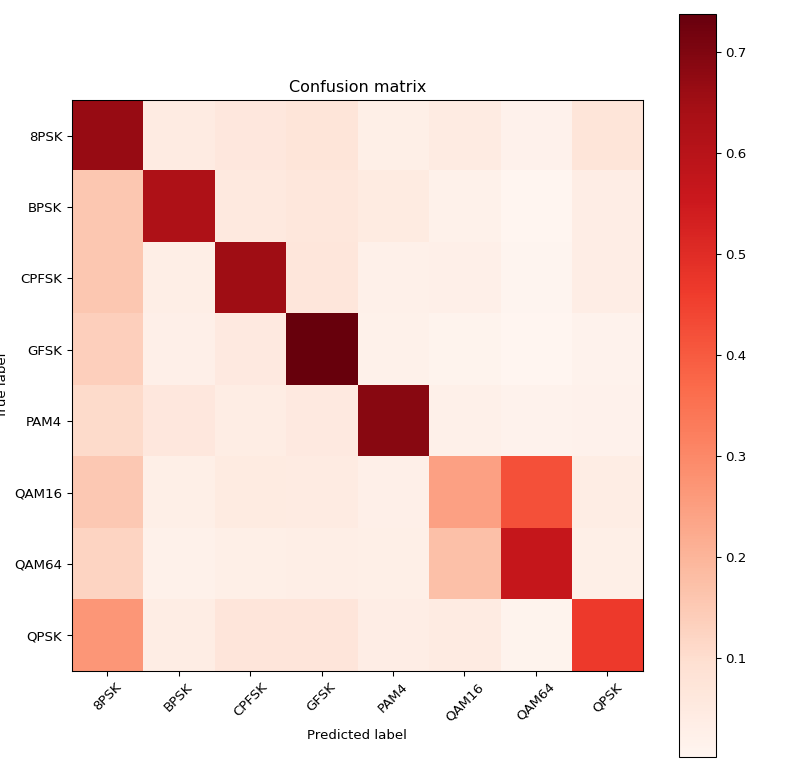 Confusion matrix
8PSK
BPSK
CPFSK
GFSK
PAM4
QAM16
QAM64
QPSK
True label
8PSK
BPSK
CPFSK
GFSK
PAM4
QAM16
QAM64
QPSK
Predicted label
0.7
0.6
0.5
0.4
0.3
0.2
0.1